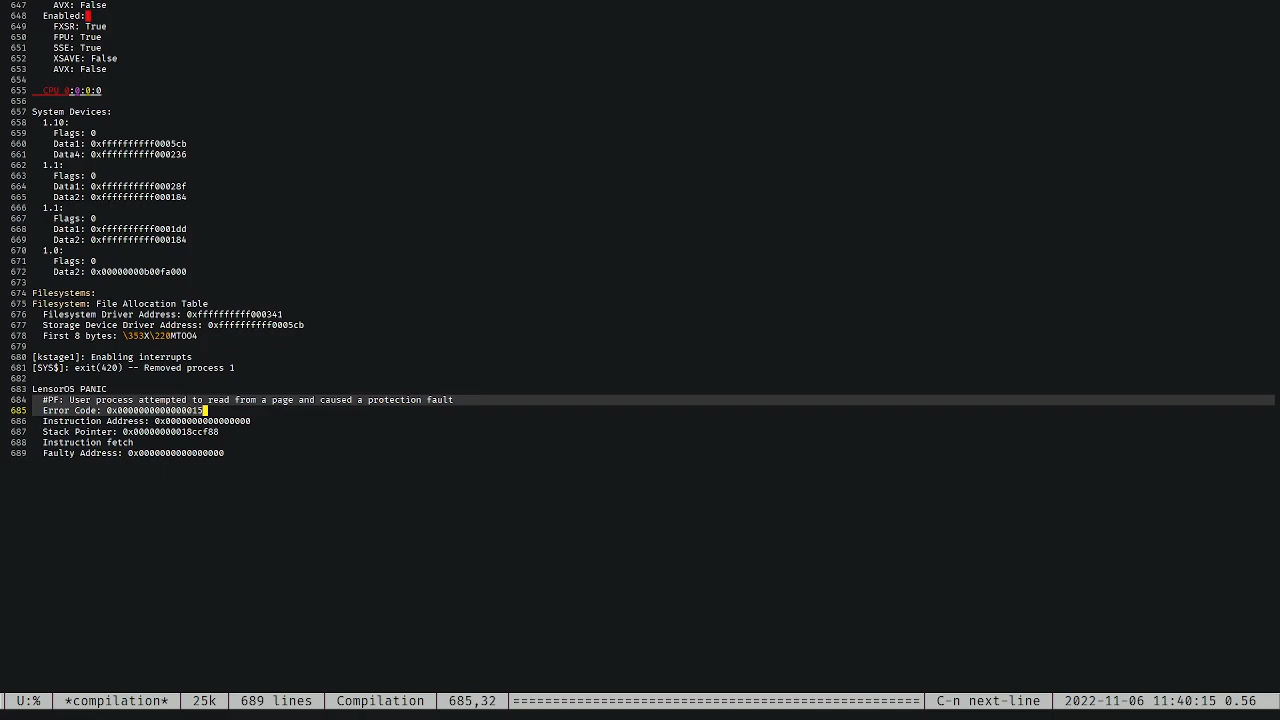 647 AVX: False
648 Enabled:
649 FXSR: True
650 FPU: True
651 SSE: True
652 XSAVE: False
653 AVX: False
654
655 CPU 0:0:0:0
656
657 System Devices:
658 1.10:
659 Flags: 0
660 Data1: 0xffffffffff0005cb
661 Data4: 0xffffffffff000236
662 1.1:
663 Flags: 0
664 Data1: 0xffffffffff00028f
665 Data2: 0xffffffffff000184
666 1.1:
667 Flags: 0
668 Data1: 0xffffffffff0001dd
669 Data2: 0xffffffffff000184
670 1.0:
671 Flags: 0
672 Data2: 0x00000000b00fa000
673
674 Filesystems:
675 Filesystem: File Allocation Table
676 Filesystem Driver Address: 0xffffffffff000341
677 Storage Device Driver Address: 0xffffffffff0005cb
678 First 8 bytes: \353X\220MTOO4
679
680 [kstage1]: Enabling interrupts
681 [SYS$]: exit(420) -- Removed process 1
682
683 LensorOS PANIC
684 #PF: User process attempted to read from a page and caused a protection fault
685 Error Code: 0x0000000000000015
686 Instruction Address: 0x0000000000000000
687 Stack Pointer: 0x00000000018ccf88
688 Instruction fetch
689 Faulty Address: 0x0000000000000000
U:% *compilation* 25k 689 lines Compilation 685,32 ================================================== C-n next-line 2022-11-06 11:40:15 0.56